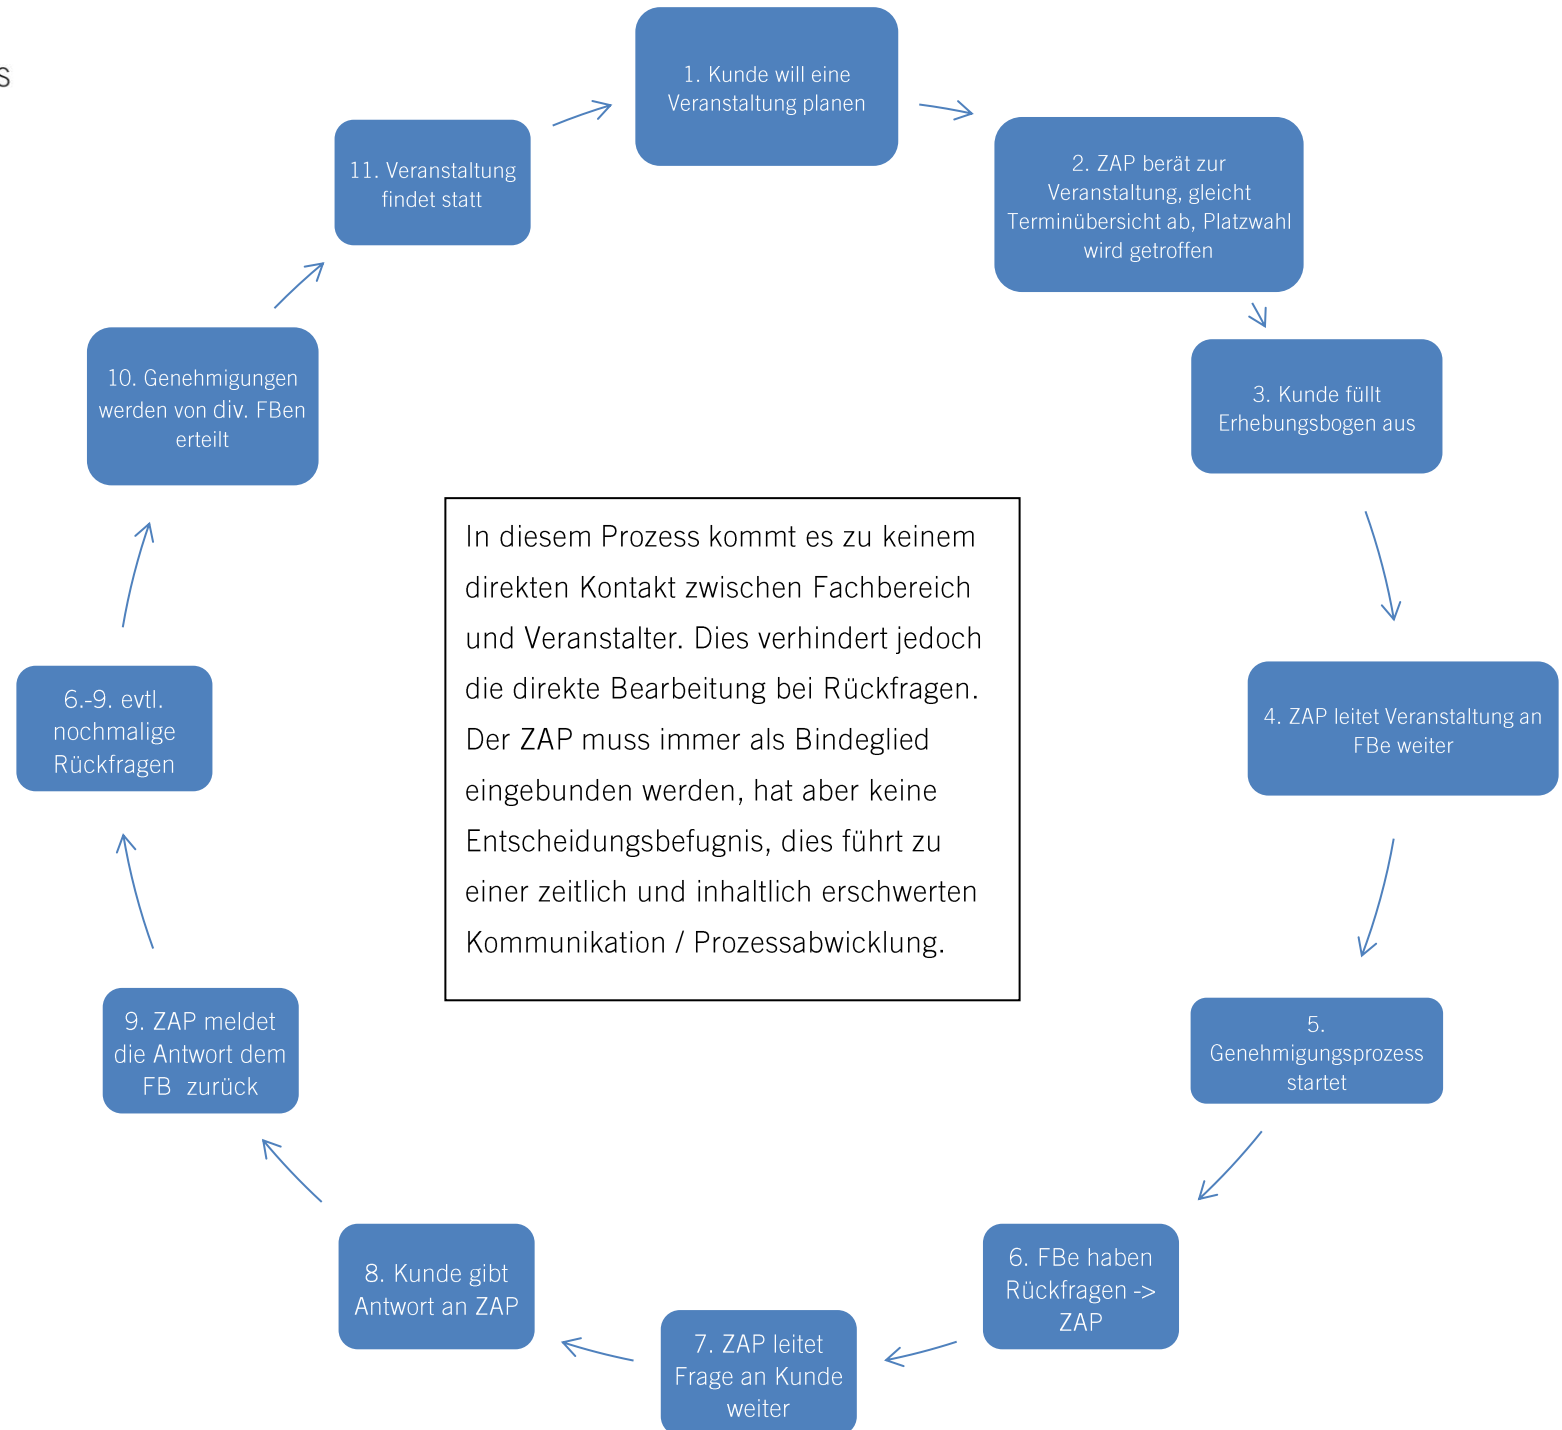 s
1. Kunde will eine
Veranstaltung planen
2. ZAP berät zur
Veranstaltung, gleicht
Terminübersicht ab, Platzwahl
wird getroffen
3. Kunde füllt
Erhebungsbogen aus
4. ZAP leitet Veranstaltung an
FBe weiter
5.
Genehmigungsprozess
startet
6. FBe haben
Rückfragen ->
ZAP
7. ZAP leitet
Frage an Kunde
weiter
8. Kunde gibt
Antwort an ZAP
9. ZAP meldet
die Antwort dem
FB zurück
6.-9. evtl.
nochmalige
Rückfragen
10. Genehmigungen
werden von div. FBen
erteilt
11. Veranstaltung
findet statt
In diesem Prozess kommt es zu keinem
direkten Kontakt zwischen Fachbereich
und Veranstalter. Dies verhindert jedoch
die direkte Bearbeitung bei Rückfragen.
Der ZAP muss immer als Bindeglied
eingebunden werden, hat aber keine
Entscheidungsbefugnis, dies führt zu
einer zeitlich und inhaltlich erschwerten
Kommunikation / Prozessabwicklung.